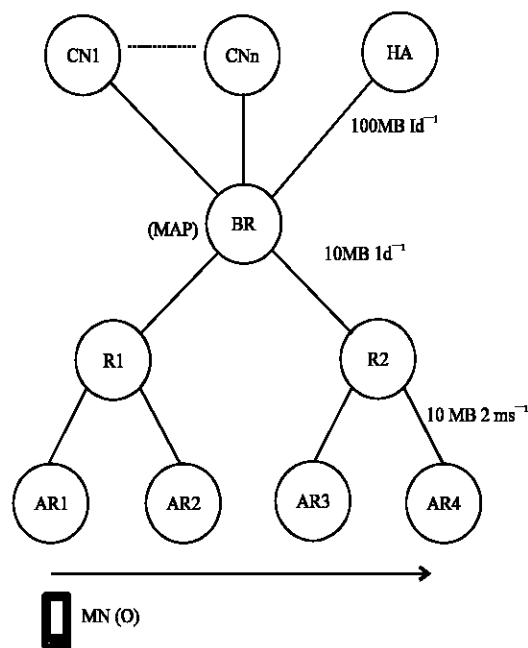 CN1
CNn
HA
100MB Id⁻¹
(MAP)
BR
10MB 1d⁻¹
R1
R2
10 MB 2 ms⁻¹
AR1
AR2
AR3
AR4
MN (O)